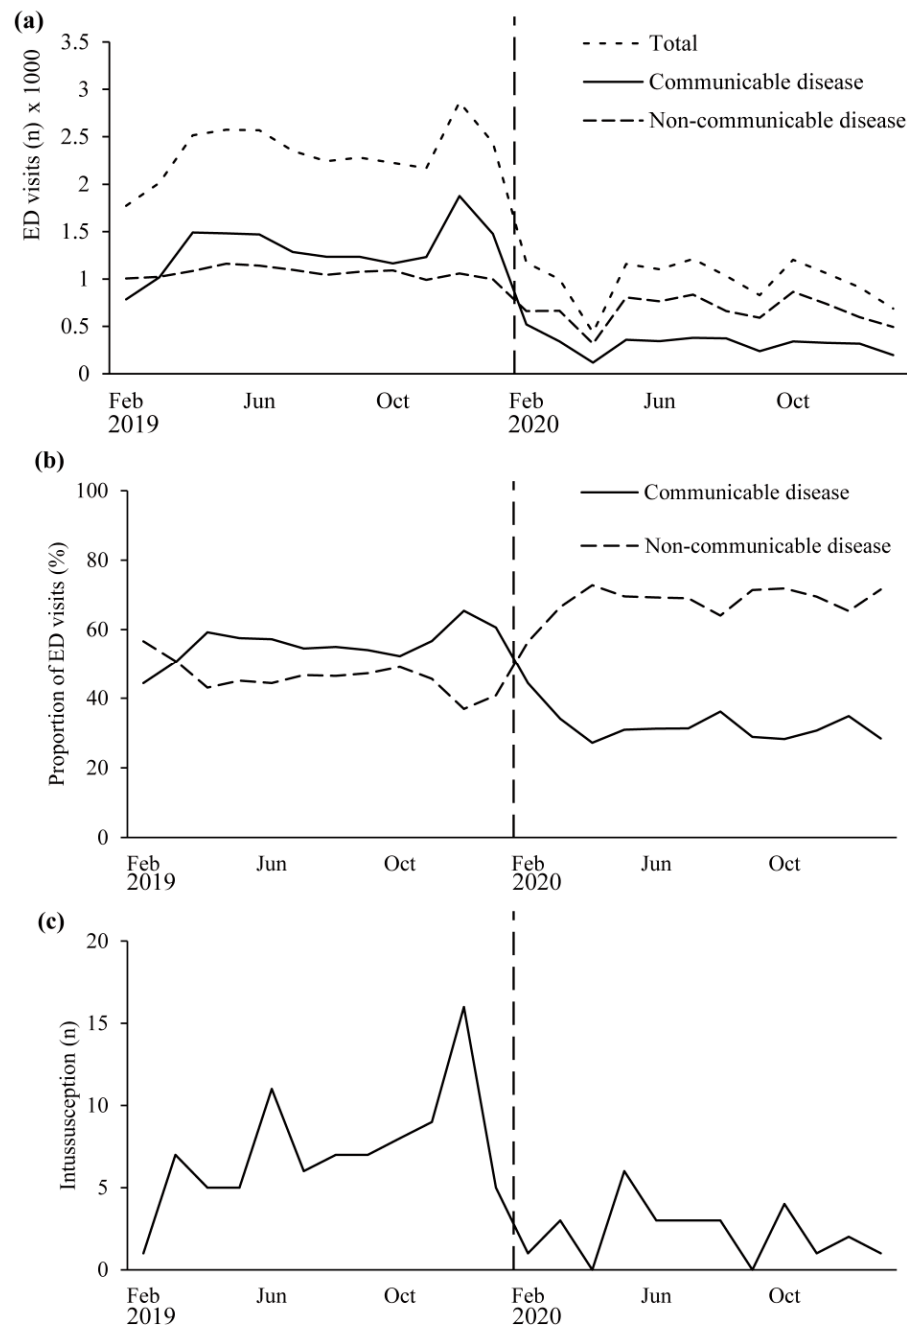 (a)
ED visits (n) x 1000
3.5
3
2.5
2
1.5
1
0.5
0
Total
Communicable disease
Non-communicable disease
Feb Jun Oct Feb Jun Oct
2019 2020
(b)
Proportion of ED visits (%)
100
80
60
40
20
0
Communicable disease
Non-communicable disease
Feb Jun Oct Feb Jun Oct
2019 2020
(c)
Intussusception (n)
20
15
10
5
0
Feb Jun Oct Feb Jun Oct
2019 2020